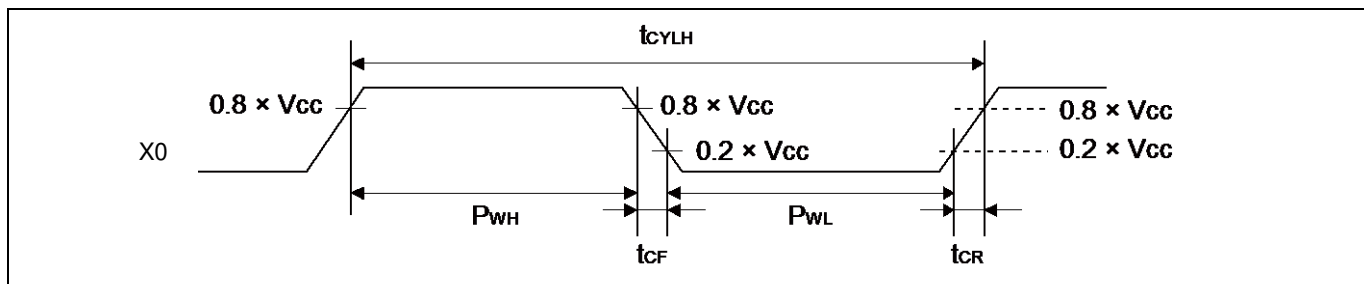 tCYLH
0.8 × Vcc
0.8 × Vcc
0.8 × Vcc
X0
0.2 × Vcc
0.2 × Vcc
PWH
PWL
tCF
tCR